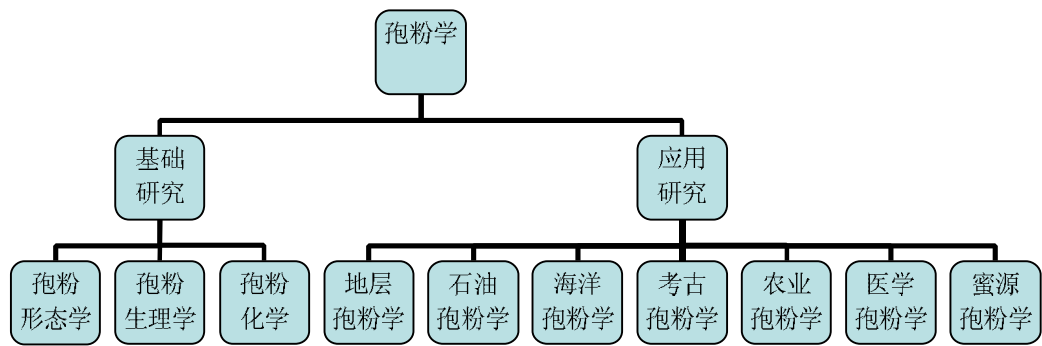 孢粉学
基础
研究
应用
研究
孢粉
形态学
孢粉
生理学
孢粉
化学
地层
孢粉学
石油
孢粉学
海洋
孢粉学
考古
孢粉学
农业
孢粉学
医学
孢粉学
蜜源
孢粉学